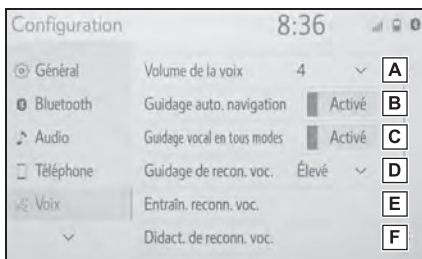 Configuration 8:36 0
Général Volume de la voix 4 A
Bluetooth Guidage auto. navigation Activé B
Audio Guidage vocal en tous modes Activé C
Téléphone Guidage de recon. voc. Élevé D
Voix Entraîn. reconn. voc. E
Didact. de reconn. voc. F